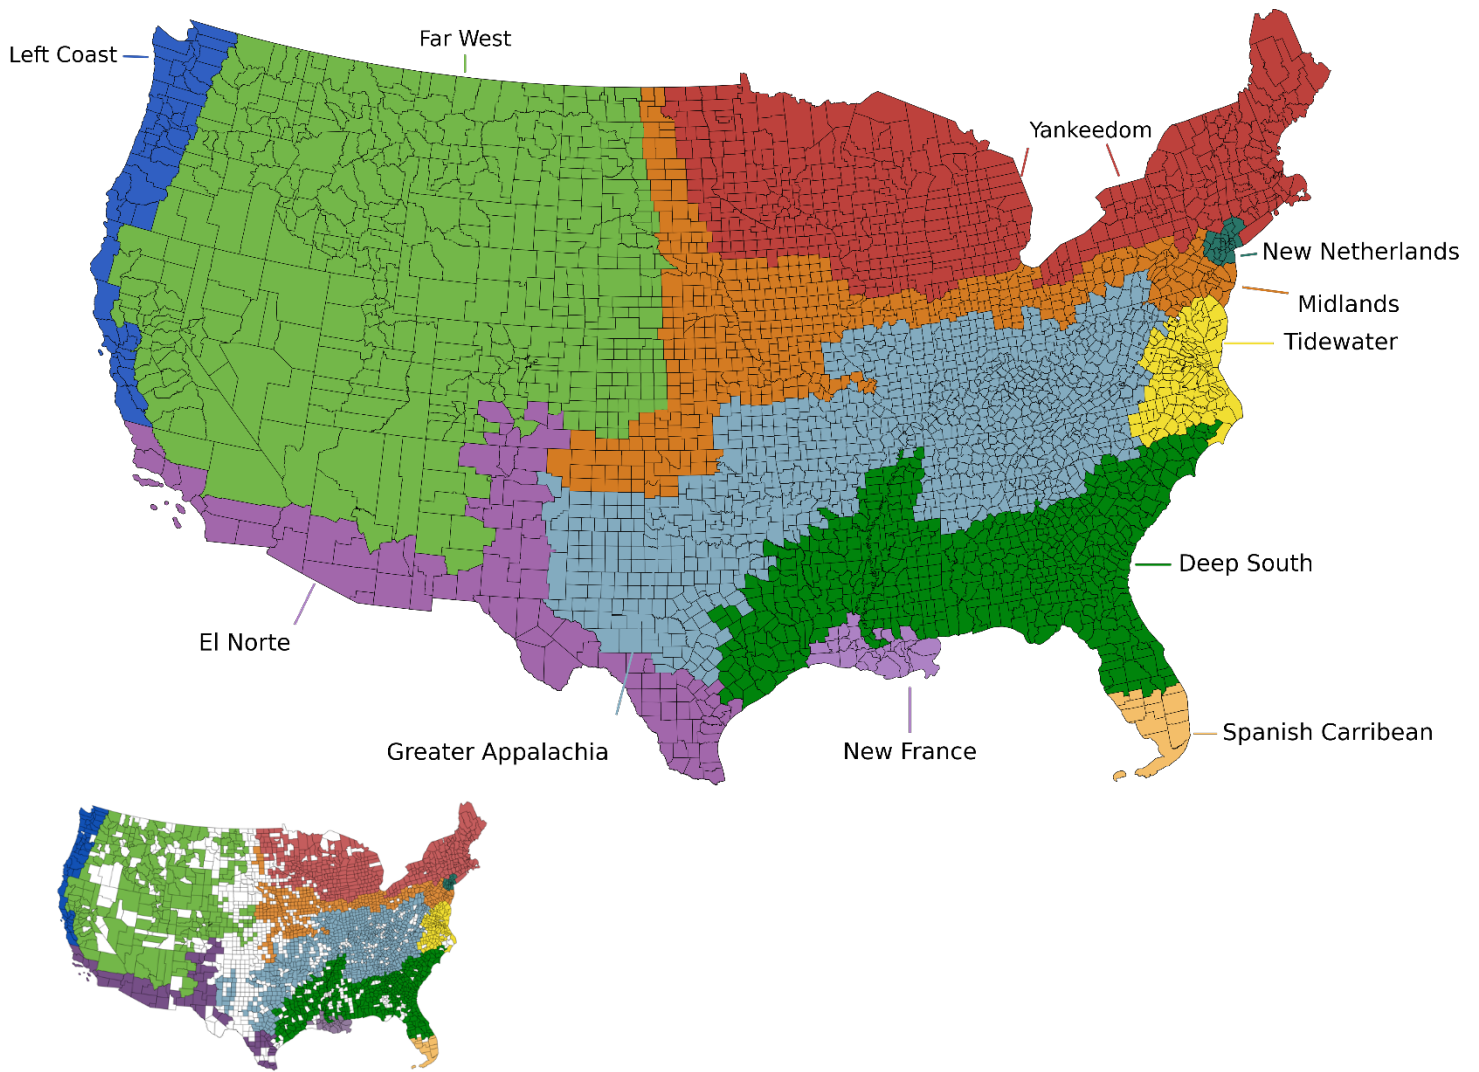 Far West
Left Coast
Yankeedom
New Netherlands
Midlands
Tidewater
Deep South
El Norte
Greater Appalachia
New France
Spanish Carribean